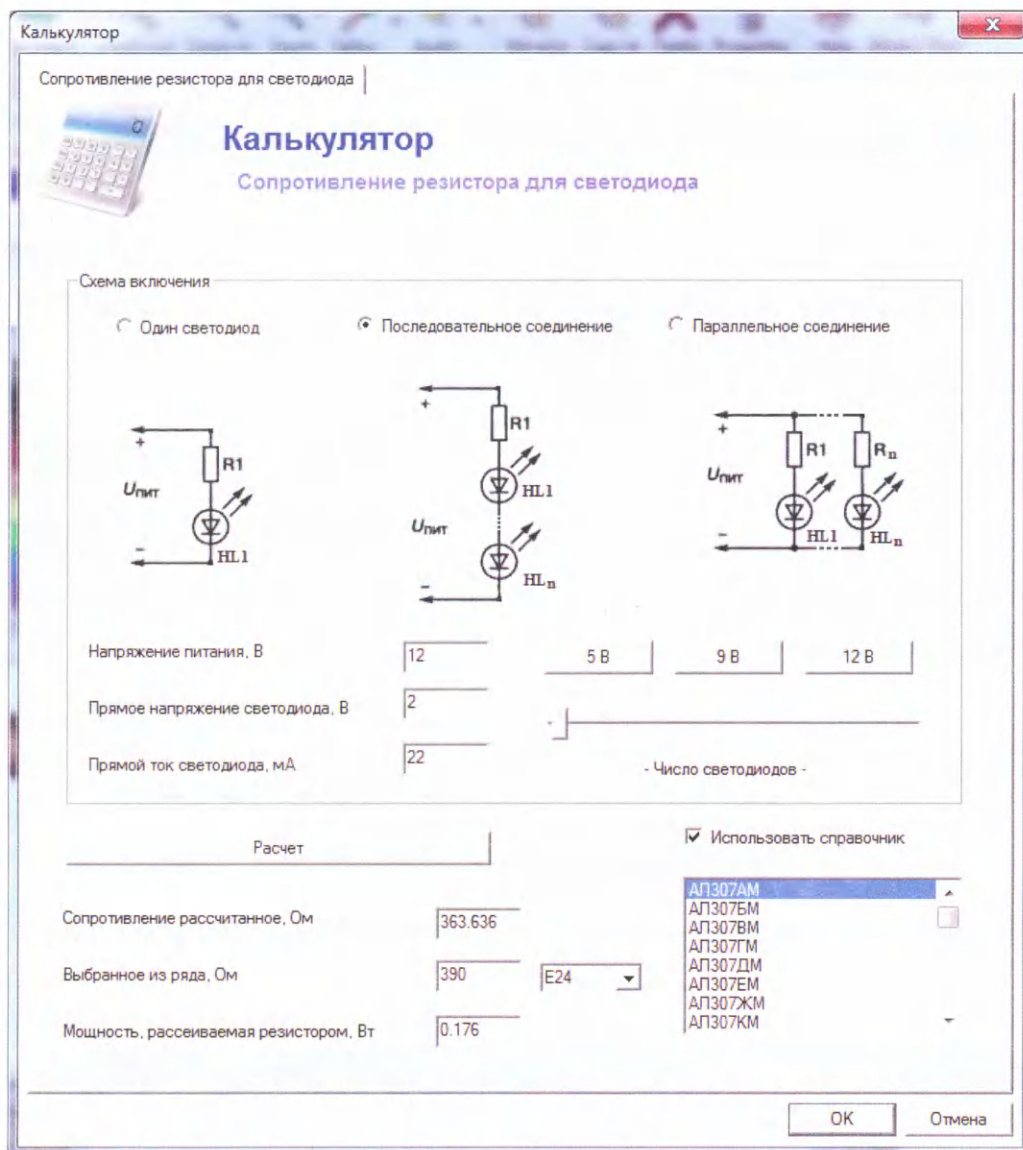 Калькулятор
Сопротивление резистора для светодиода
Калькулятор
Сопротивление резистора для светодиода
Схема включения
Один светодиод
Последовательное соединение
Параллельное соединение
+
R1
Uпит
HL1
−
+
R1
HL1
Uпит
HLn
−
+
R1
Rn
Uпит
HL1
HLn
−
Напряжение питания, В
12
5 В
9 В
12 В
Прямое напряжение светодиода, В
2
Прямой ток светодиода, мА
22
- Число светодиодов -
Расчет
Использовать справочник
Сопротивление рассчитанное, Ом
363.636
Выбранное из ряда, Ом
390
E24
Мощность, рассеиваемая резистором, Вт
0.176
АЛ307АМ
АЛ307БМ
АЛ307ВМ
АЛ307ГМ
АЛ307ДМ
АЛ307ЕМ
АЛ307ЖМ
АЛ307КМ
OK
Отмена